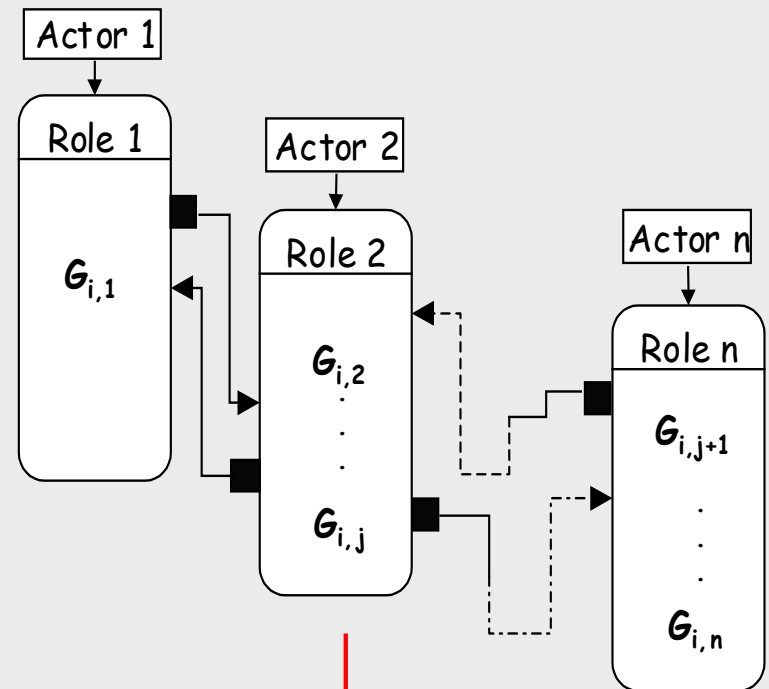 Actor 1
Role 1
G_{i,1}
Actor 2
Role 2
G_{i,2}
.
.
.
G_{i,j}
Actor n
Role n
G_{i,j+1}
.
.
.
G_{i,n}